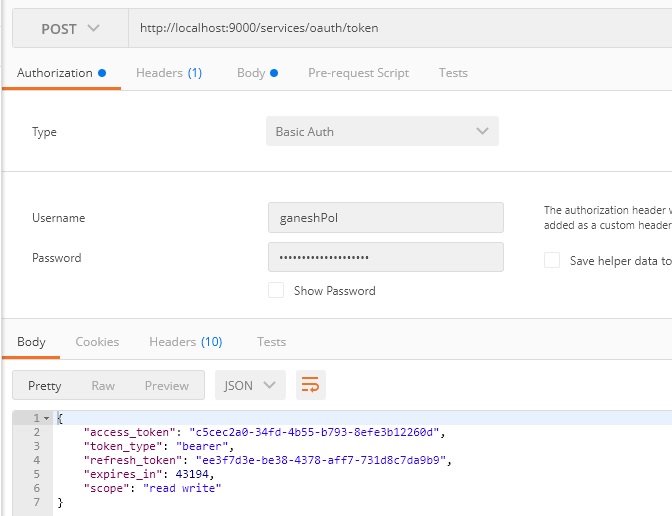 POST http://localhost:9000/services/oauth/token
Authorization Headers (1) Body Pre-request Script Tests
Type Basic Auth
Username ganeshPol The authorization header w
added as a custom header
Password ••••••••••••••••••••
Save helper data to
Show Password
Body Cookies Headers (10) Tests
Pretty Raw Preview JSON
1 {
2 "access_token": "c5cec2a0-34fd-4b55-b793-8efe3b12260d",
3 "token_type": "bearer",
4 "refresh_token": "ee3f7d3e-be38-4378-aff7-731d8c7da9b9",
5 "expires_in": 43194,
6 "scope": "read write"
7 }